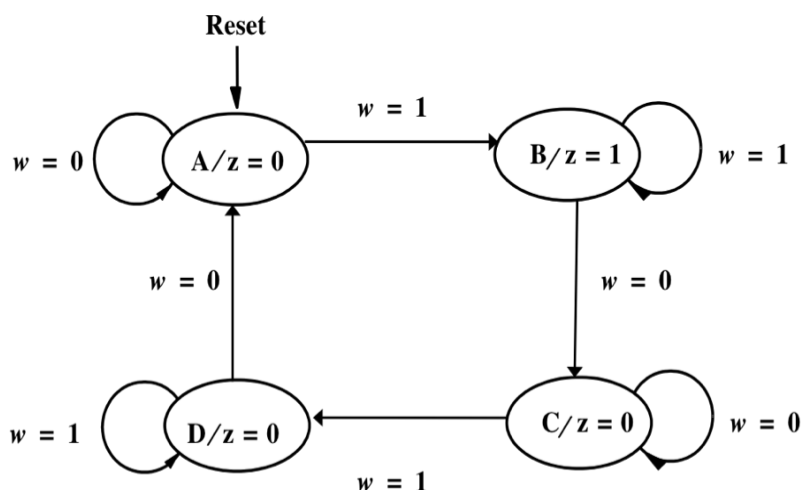 Reset
w = 1
w = 0
A/z = 0
B/z = 1
w = 1
w = 0
w = 0
w = 1
D/z = 0
C/z = 0
w = 0
w = 1